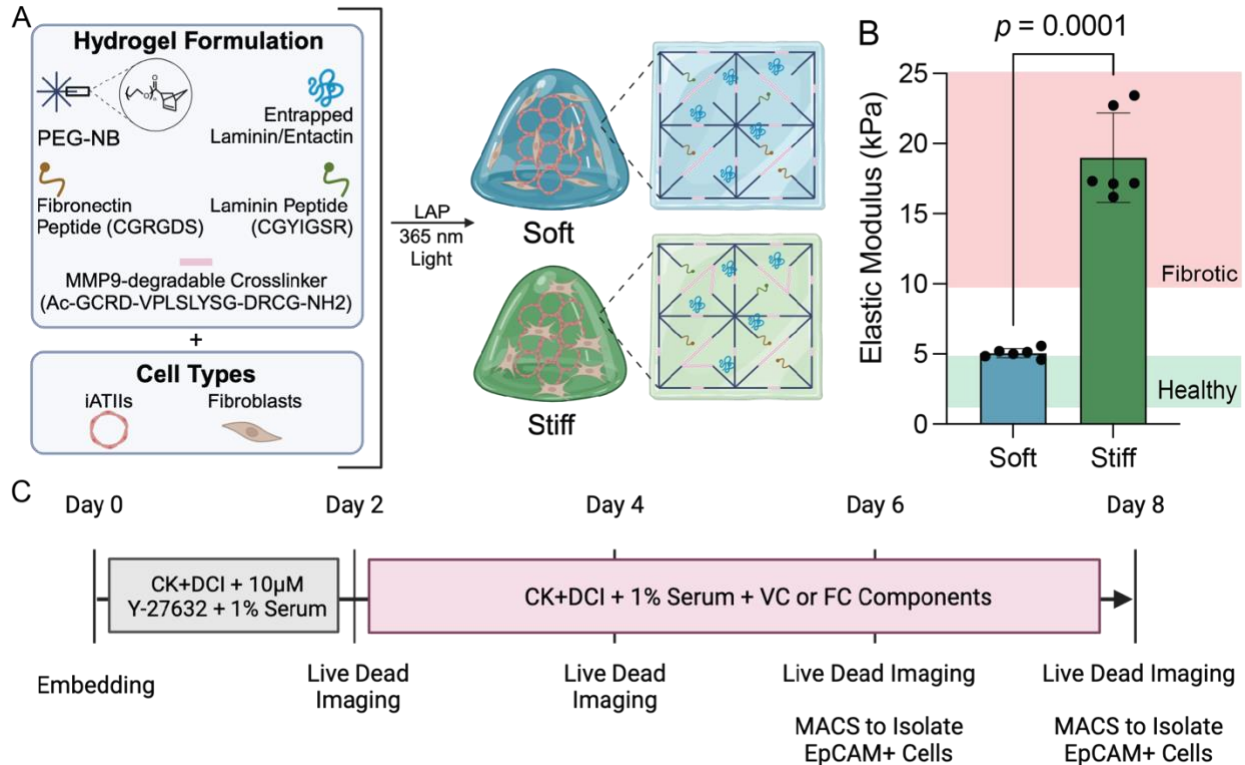 A
Hydrogel Formulation
PEG-NB
Entrapped
Laminin/Entactin
Fibronectin
Peptide (CGRGDS)
Laminin Peptide
(CGYIGSR)
MMP9-degradable Crosslinker
(Ac-GCRD-VPLSLYSG-DRCG-NH2)
+
Cell Types
iATIIs
Fibroblasts
LAP
365 nm
Light
Soft
Stiff
B
p = 0.0001
Elastic Modulus (kPa)
25
20
15
10
5
0
Fibrotic
Healthy
Soft
Stiff
C
Day 0
Day 2
Day 4
Day 6
Day 8
CK+DCI + 10µM
Y-27632 + 1% Serum
CK+DCI + 1% Serum + VC or FC Components
Embedding
Live Dead
Imaging
Live Dead
Imaging
Live Dead Imaging
MACS to Isolate
EpCAM+ Cells
Live Dead Imaging
MACS to Isolate
EpCAM+ Cells